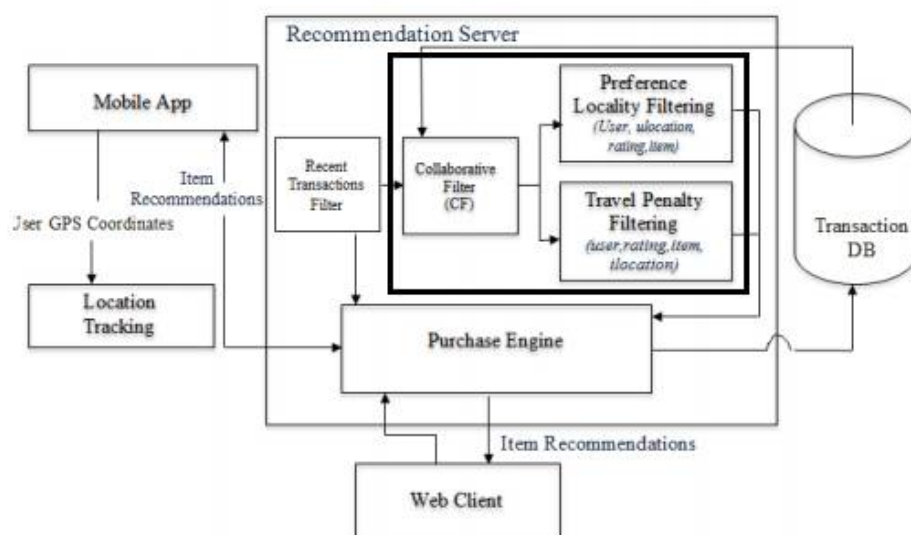 Recommendation Server
Mobile App
Preference
Locality Filtering
(User, ulocation,
rating,item)
Recent
Transactions
Filter
Collaborative
Filter
(CF)
Item
Recommendations
Travel Penalty
Filtering
(user,rating,item,
ilocation)
User GPS Coordinates
Transaction
DB
Location
Tracking
Purchase Engine
Item Recommendations
Web Client